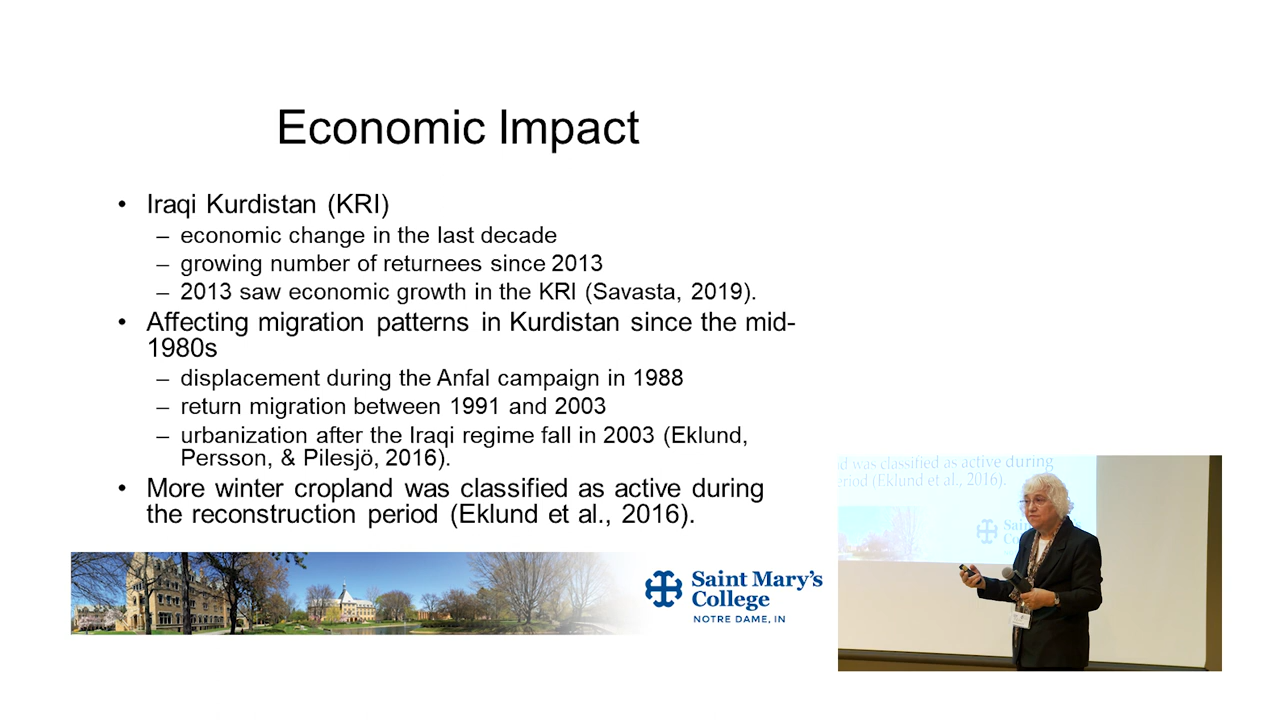 Economic Impact
• Iraqi Kurdistan (KRI)
– economic change in the last decade
– growing number of returnees since 2013
– 2013 saw economic growth in the KRI (Savasta, 2019).
• Affecting migration patterns in Kurdistan since the mid-
1980s
– displacement during the Anfal campaign in 1988
– return migration between 1991 and 2003
– urbanization after the Iraqi regime fall in 2003 (Eklund,
Persson, & Pilesjö, 2016).
• More winter cropland was classified as active during
the reconstruction period (Eklund et al., 2016).
Saint Mary's
College
NOTRE DAME, IN
d was classified as active during
eriod (Eklund et al., 2016).